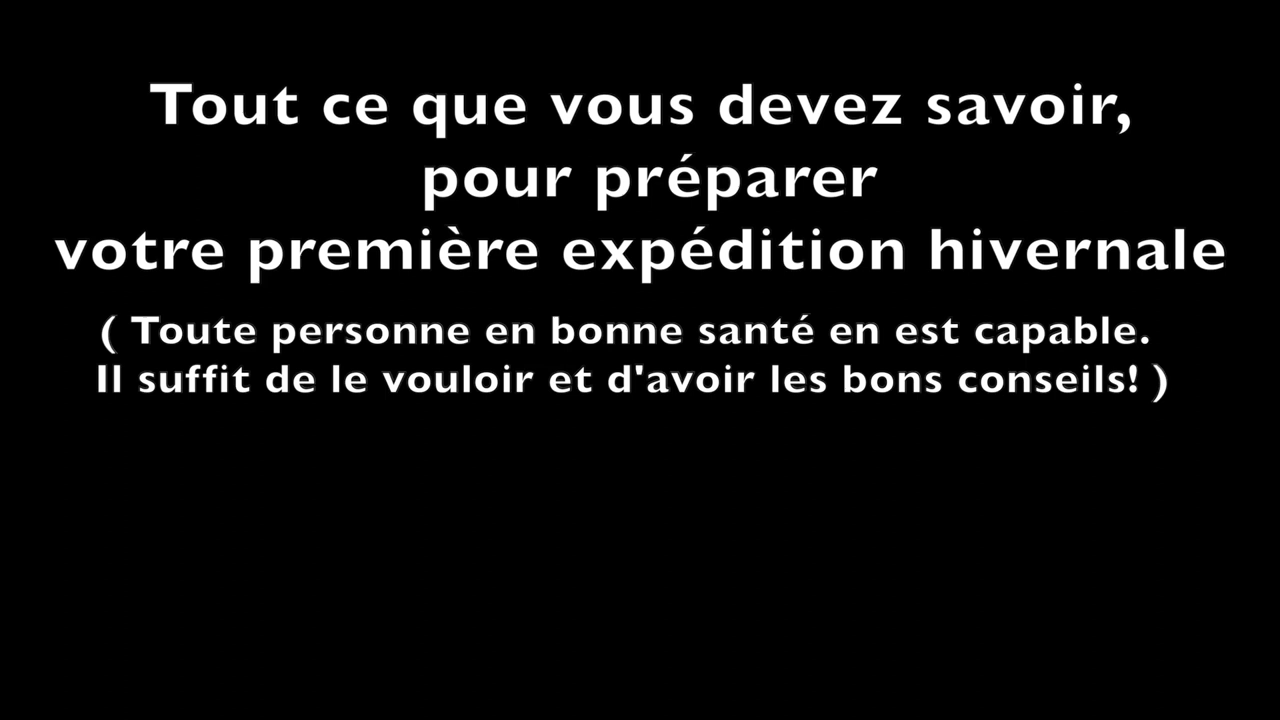 Tout ce que vous devez savoir,
pour préparer
votre première expédition hivernale
( Toute personne en bonne santé en est capable.
Il suffit de le vouloir et d'avoir les bons conseils! )